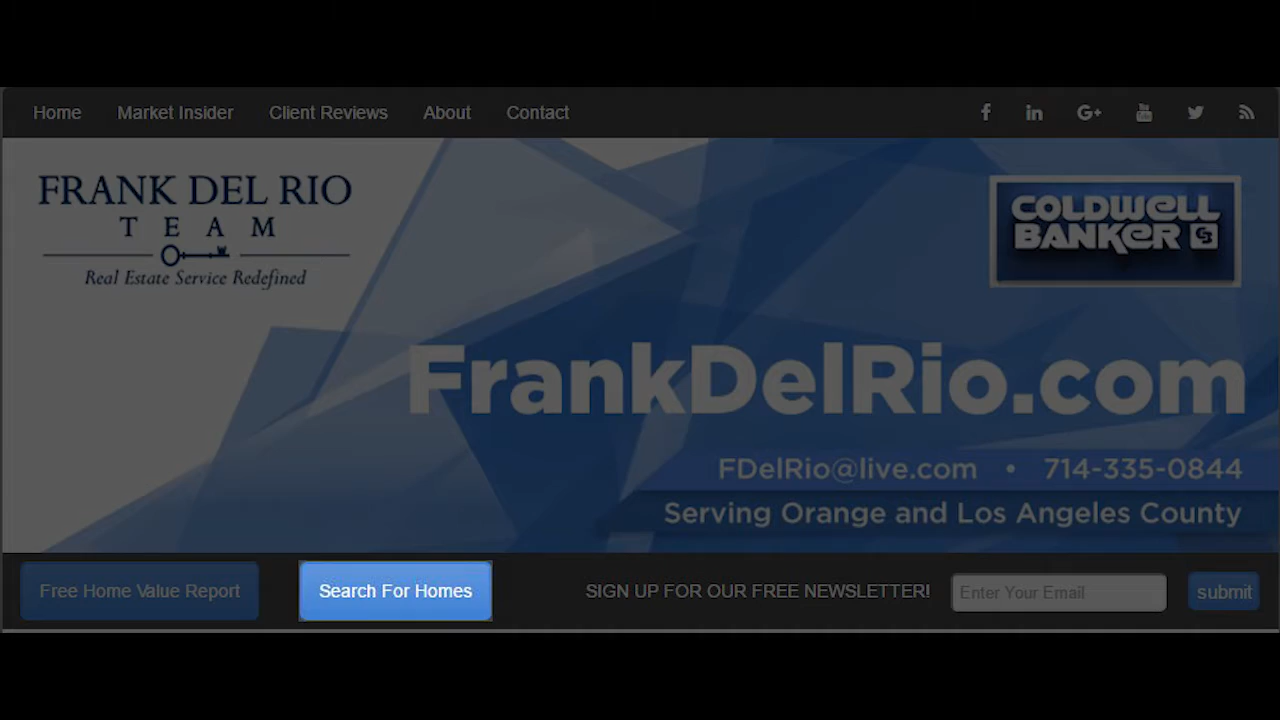 Home Market Insider Client Reviews About Contact
FRANK DEL RIO
TEAM
Real Estate Service Redefined
COLDWELL
BANKER CB
FrankDelRio.com
FDelRio@live.com • 714-335-0844
Serving Orange and Los Angeles County
Free Home Value Report Search For Homes SIGN UP FOR OUR FREE NEWSLETTER! Enter Your Email submit